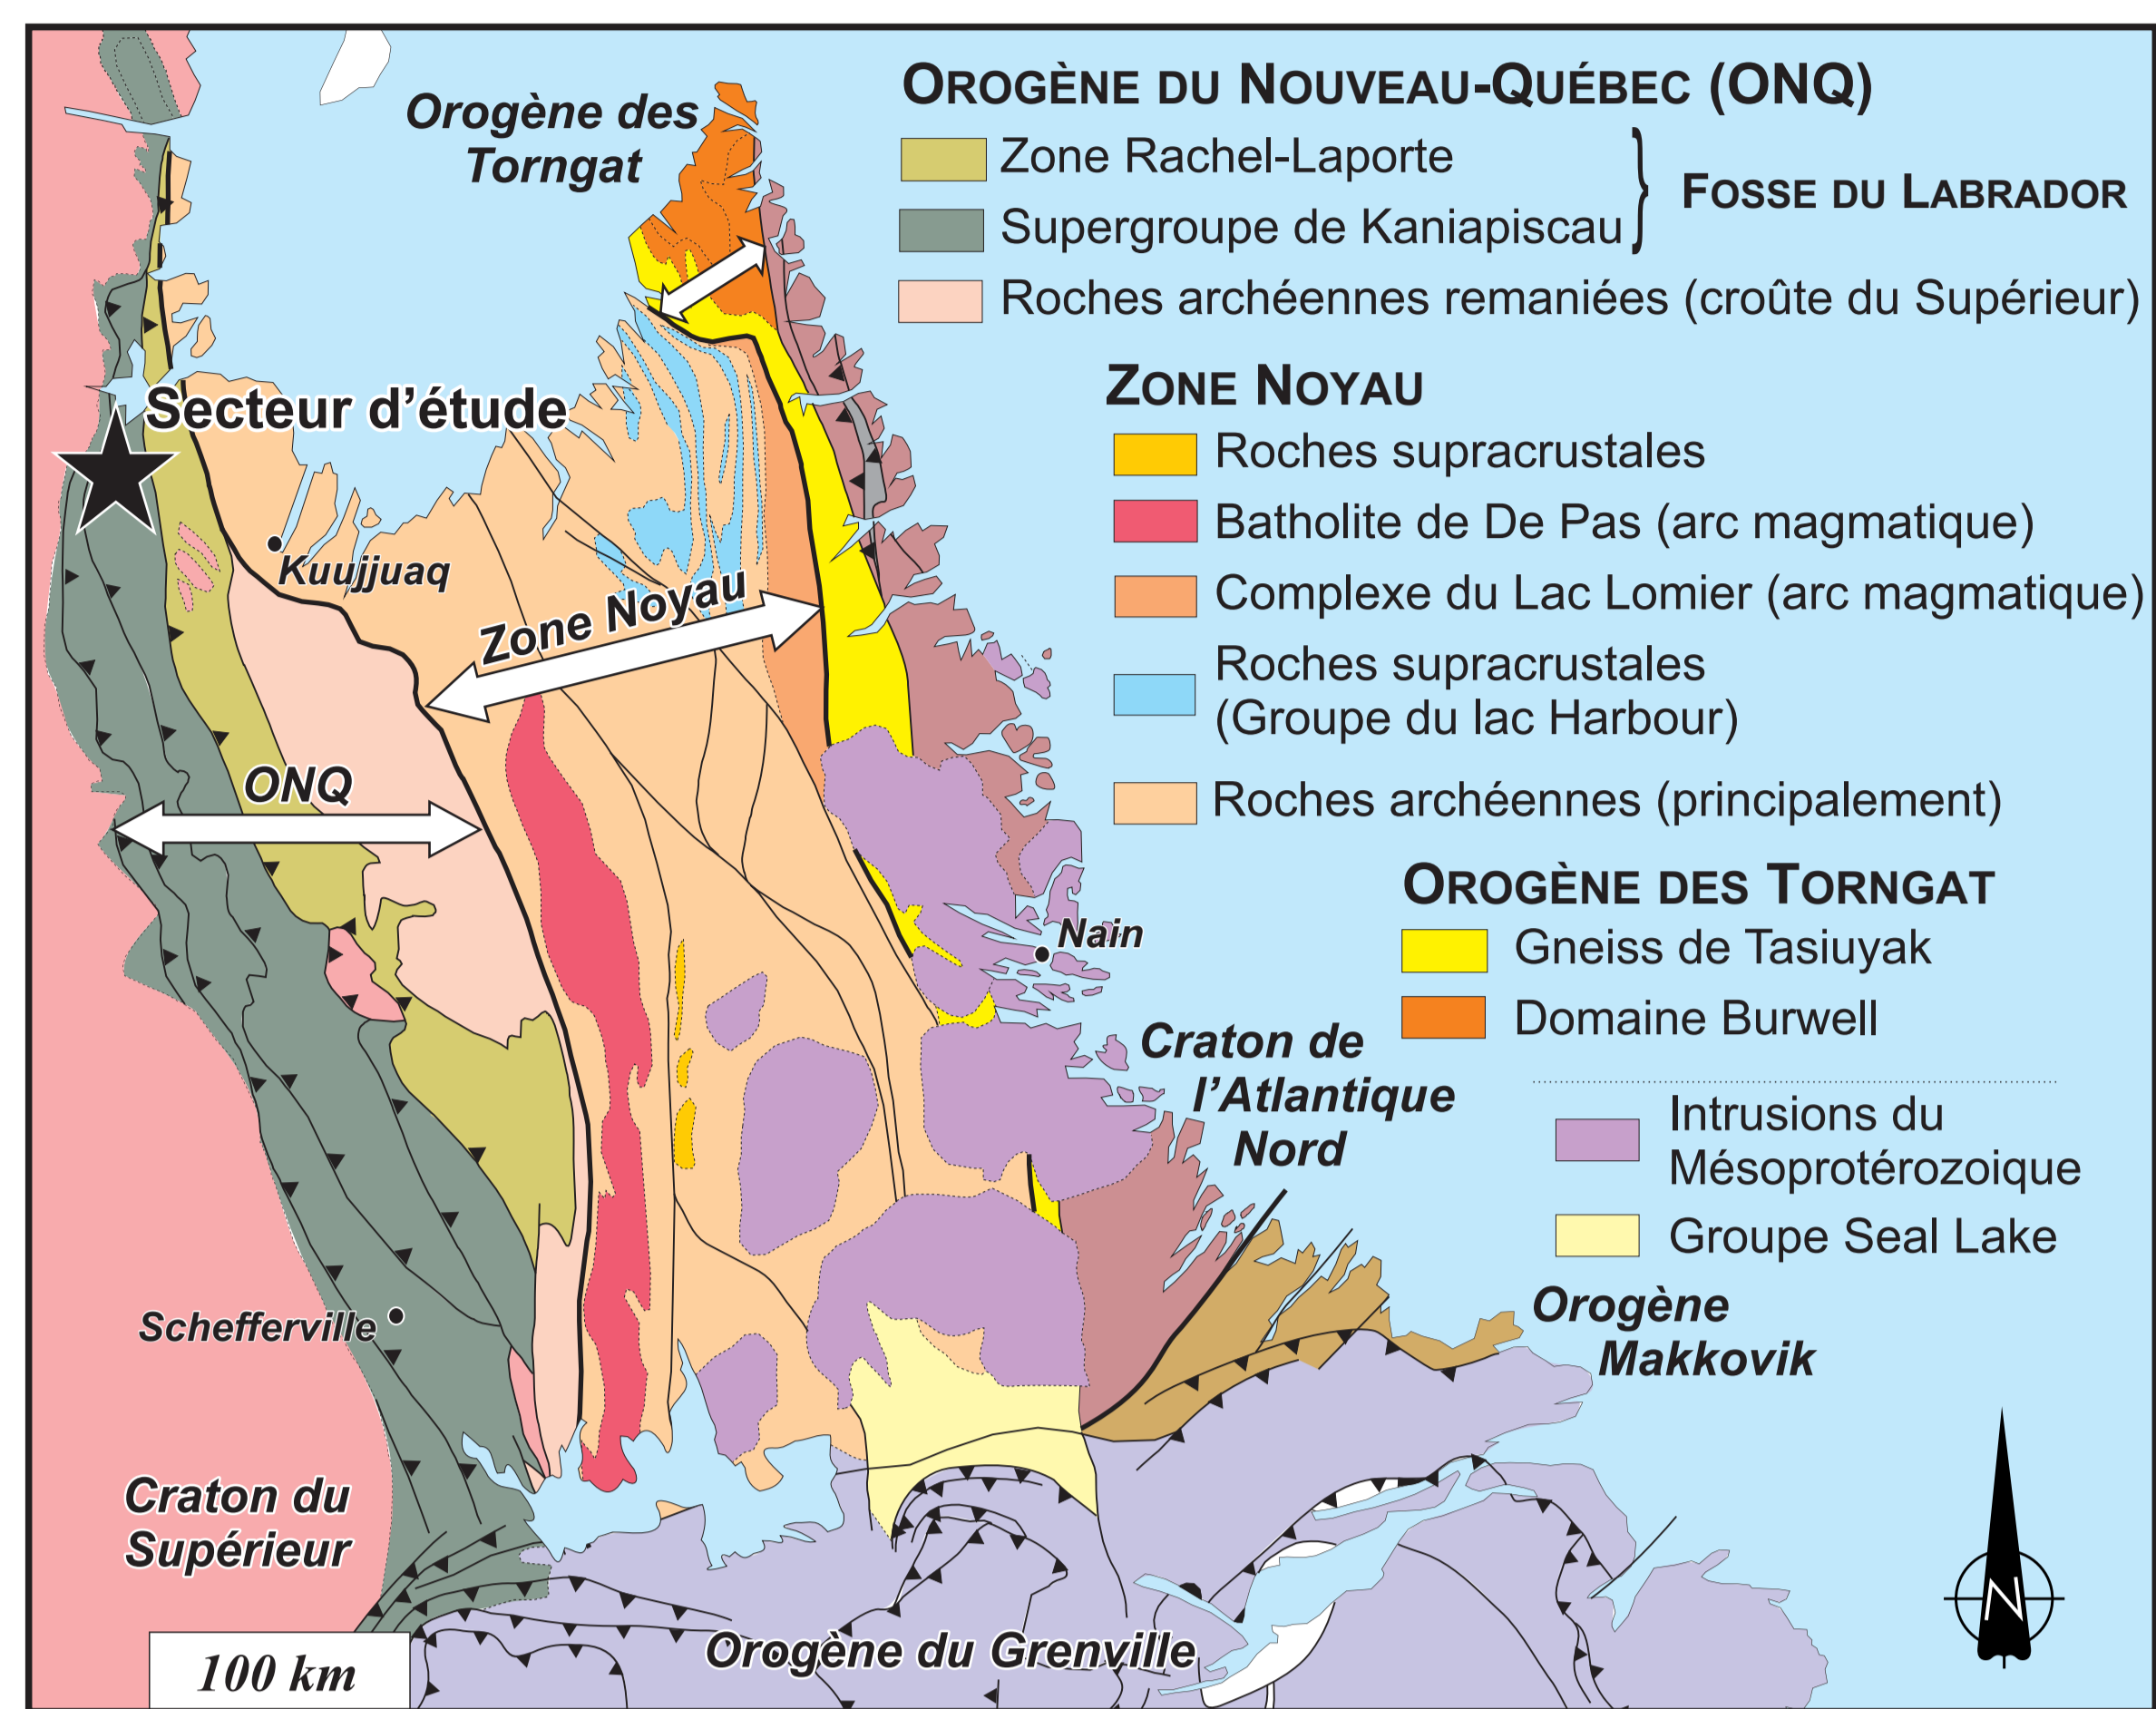 OROGÈNE DU NOUVEAU-QUÉBEC (ONQ)
Zone Rachel-Laporte
Supergroupe de Kaniapiscau
FOSSE DU LABRADOR
Roches archéennes remaniées (croûte du Supérieur)
ZONE NOYAU
Roches supracrustales
Batholite de De Pas (arc magmatique)
Complexe du Lac Lomier (arc magmatique)
Roches supracrustales
(Groupe du lac Harbour)
Roches archéennes (principalement)
OROGÈNE DES TORNGAT
Gneiss de Tasiuyak
Domaine Burwell
Intrusions du
Mésoprotérozoique
Groupe Seal Lake
Orogène des
Torngat
Secteur d'étude
Kuujjuaq
Zone Noyau
ONQ
Nain
Craton de
l'Atlantique
Nord
Orogène
Makkovik
Schefferville
Craton du
Supérieur
Orogène du Grenville
100 km
N